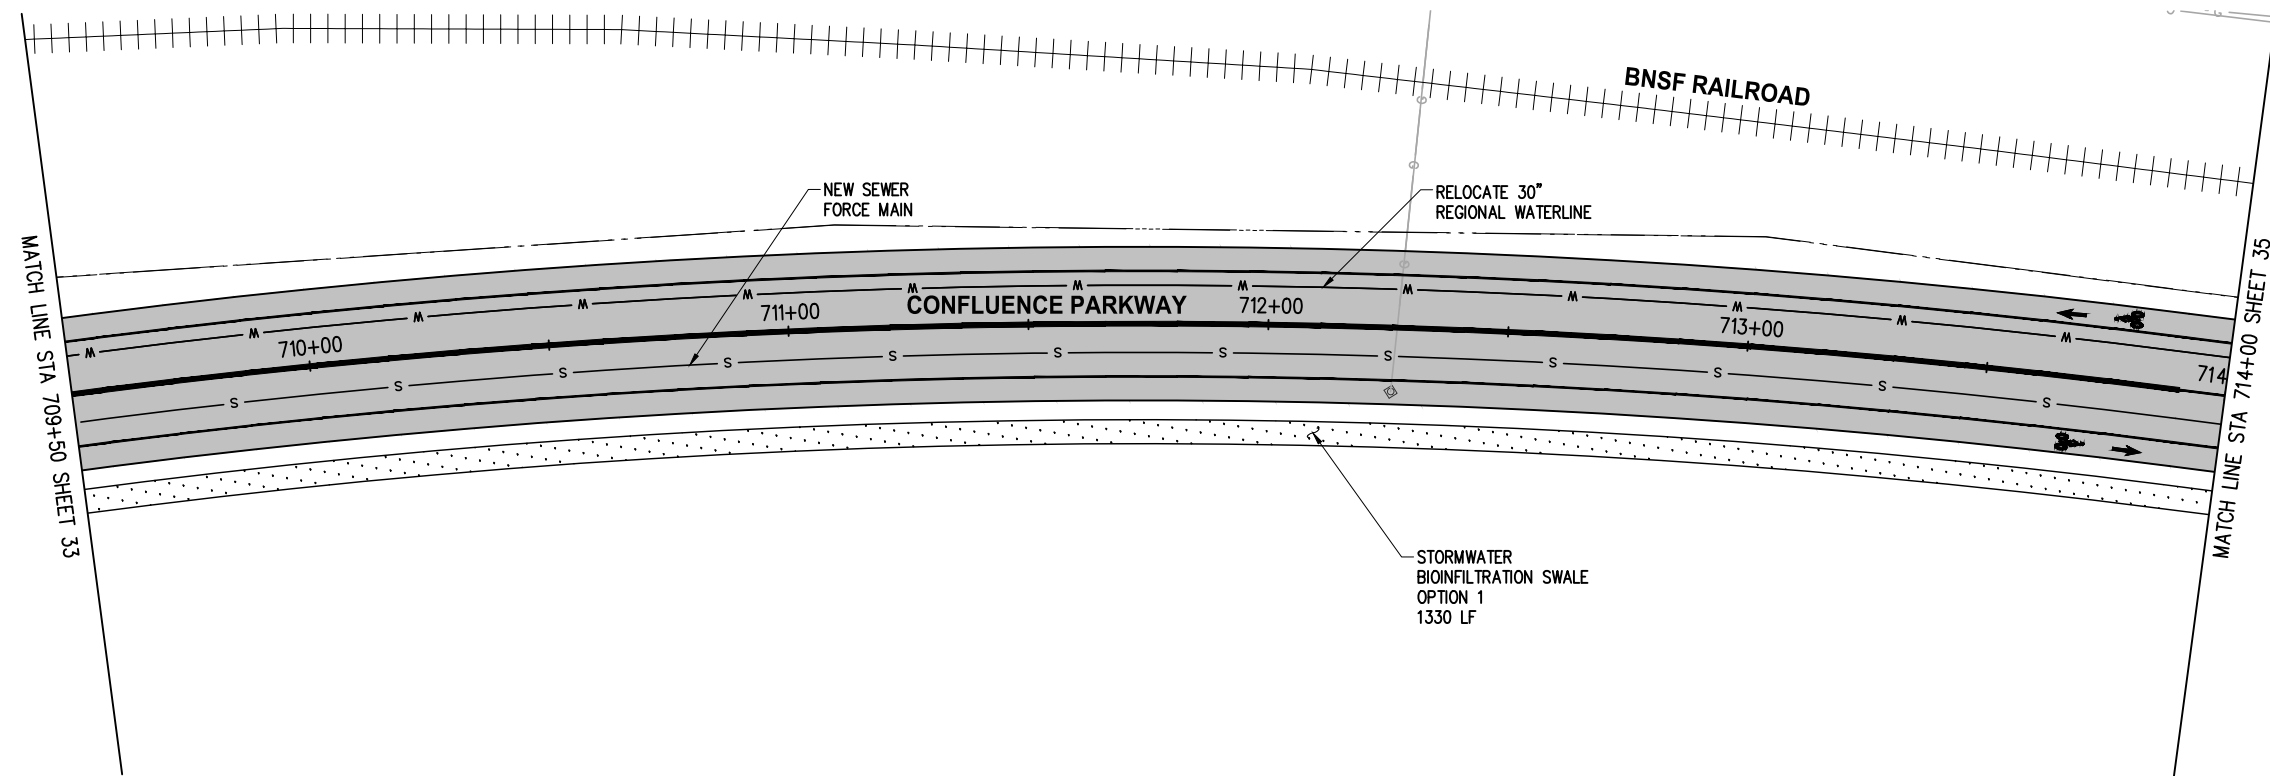 BNSF RAILROAD
NEW SEWER
FORCE MAIN
RELOCATE 30"
REGIONAL WATERLINE
MATCH LINE STA 709+50 SHEET 33
MATCH LINE STA 714+00 SHEET 35
W W W W W W W W W W W W W
CONFLUENCE PARKWAY
710+00
711+00
712+00
713+00
714
S S S S S S S S S S S S
G
G
G
STORMWATER
BIOINFILTRATION SWALE
OPTION 1
1330 LF